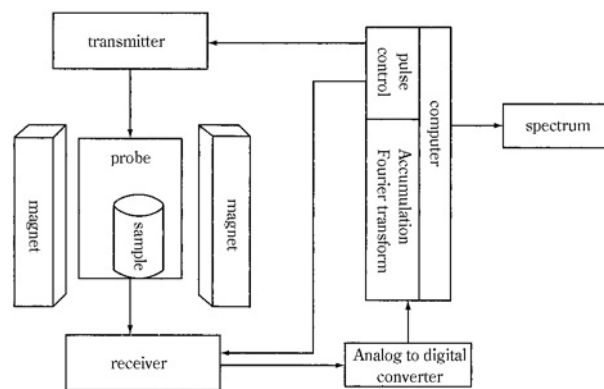 transmitter
pulse
control
computer
spectrum
probe
magnet
sample
magnet
Accumulation
Fourier transform
receiver
Analog to digital
converter